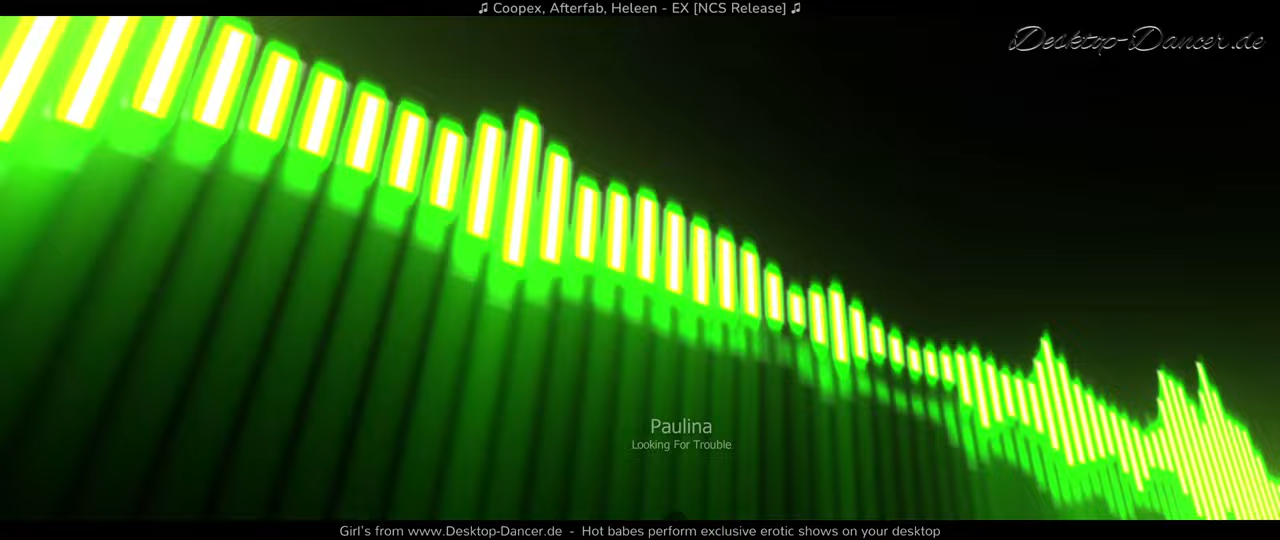 ♫ Coopex, Afterfab, Heleen - EX [NCS Release] ♫
Desktop-Dancer.de
Paulina
Looking For Trouble
Girl's from www.Desktop-Dancer.de - Hot babes perform exclusive erotic shows on your desktop